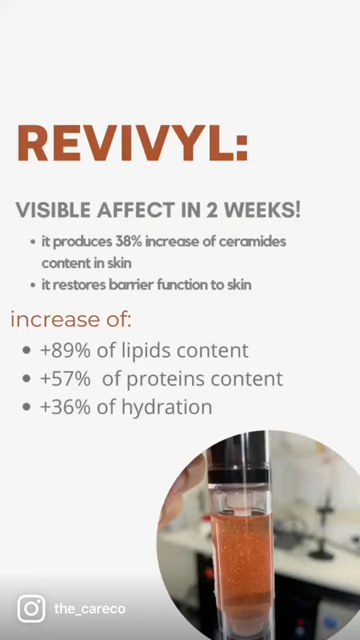 REVIVYL:
VISIBLE AFFECT IN 2 WEEKS!
• it produces 38% increase of ceramides
content in skin
• it restores barrier function to skin
increase of:
• +89% of lipids content
• +57% of proteins content
• +36% of hydration
the_careco